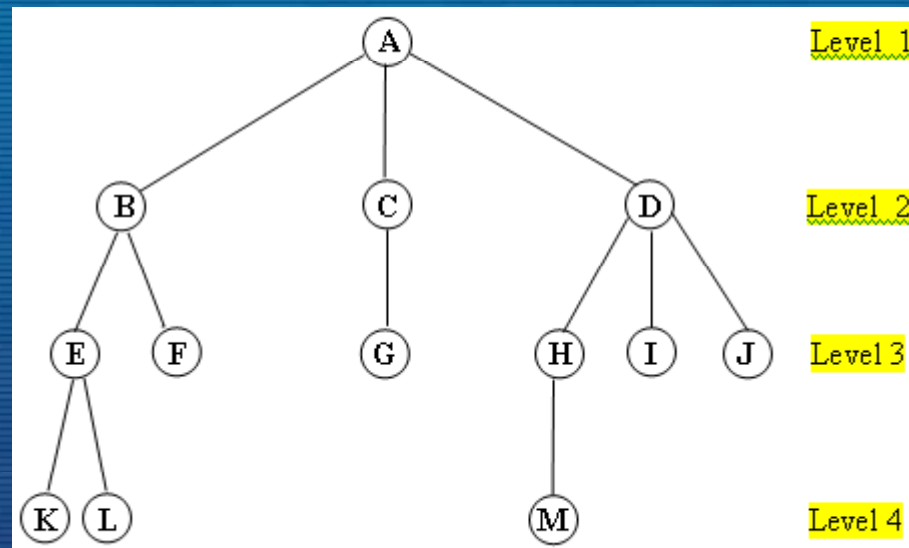 A Level 1
B C D Level 2
E F G H I J Level 3
K L M Level 4